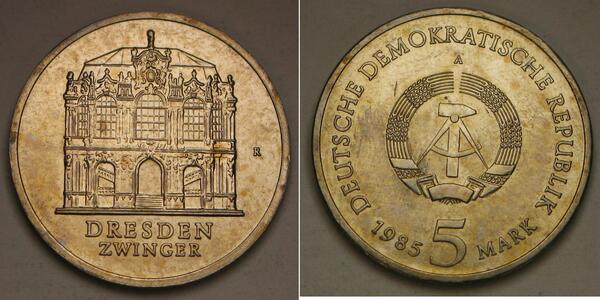 R
DRESDEN
ZWINGER
DEUTSCHE DEMOKRATISCHE REPUBLIK
A
1985 5 MARK